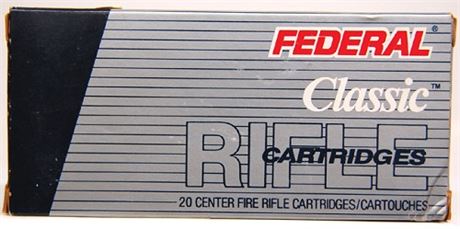 FEDERAL®
Classic™
RIFLE
CARTRIDGES
20 CENTER FIRE RIFLE CARTRIDGES/CARTOUCHES